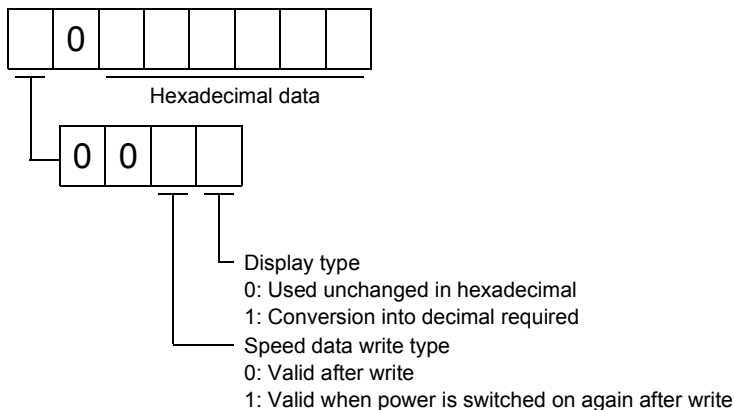 0
Hexadecimal data
0 0
Display type
0: Used unchanged in hexadecimal
1: Conversion into decimal required
Speed data write type
0: Valid after write
1: Valid when power is switched on again after write